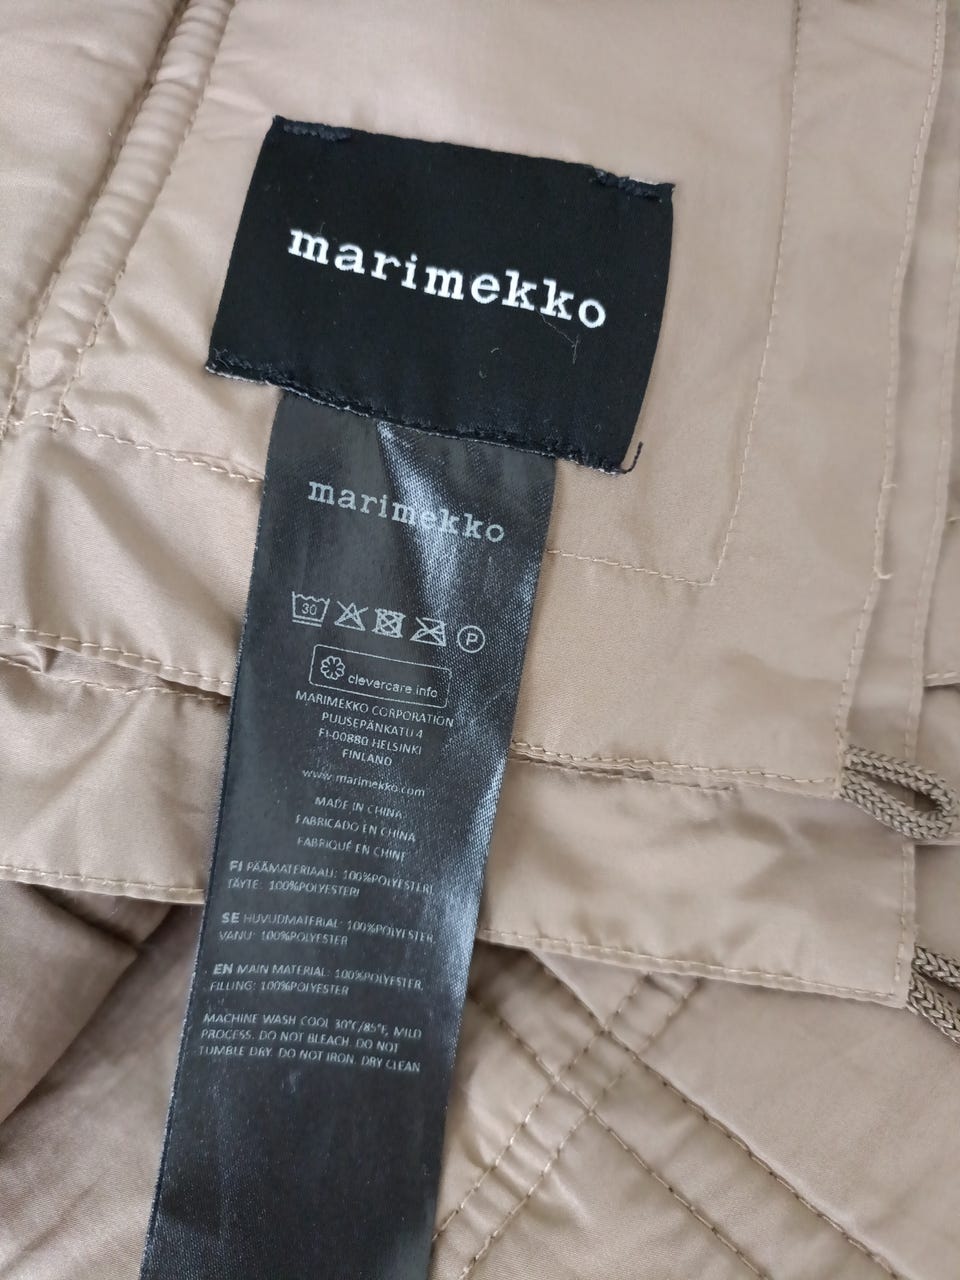 marimekko
marimekko
30
P
clevercare.info
MARIMEKKO CORPORATION
PUUSEPÄNKATU 4
FI-00880 HELSINKI
FINLAND
www.marimekko.com
MADE IN CHINA
FABRICADO EN CHINA
FABRIQUÉ EN CHINE
FI PÄÄMATERIAALI: 100%POLYESTERI,
TÄYTE: 100%POLYESTERI
SE HUVUDMATERIAL: 100%POLYESTER,
VANU: 100%POLYESTER
EN MAIN MATERIAL: 100%POLYESTER,
FILLING: 100%POLYESTER
MACHINE WASH COOL 30°C/85°F, MILD
PROCESS. DO NOT BLEACH. DO NOT
TUMBLE DRY. DO NOT IRON. DRY CLEAN